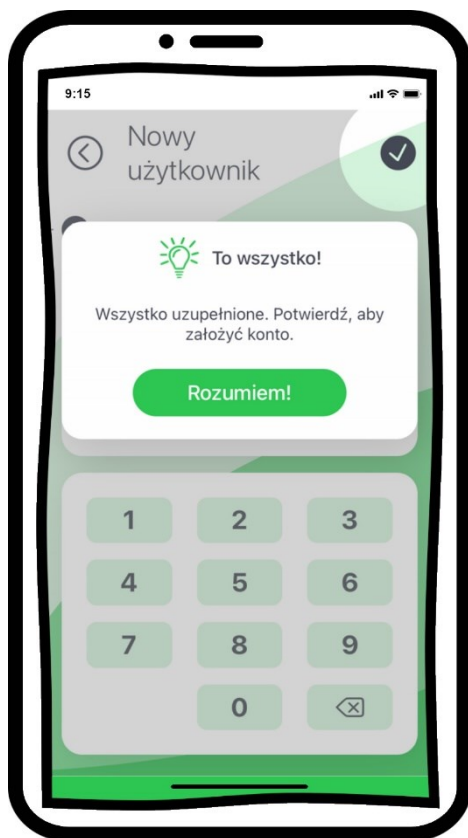 9:15
Nowy
użytkownik
To wszystko!
Wszystko uzupełnione. Potwierdź, aby
założyć konto.
Rozumiem!
1 2 3
4 5 6
7 8 9
0